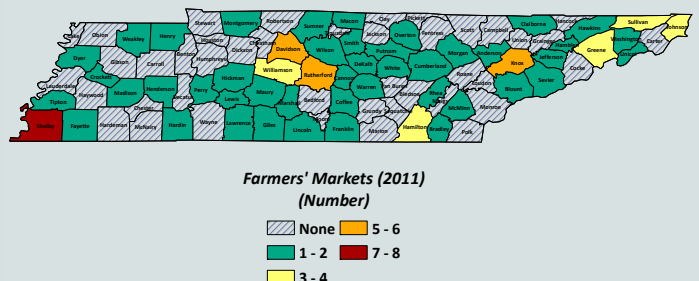 Stewart Montgomery Robertson Sumner Macon Clay Pickett
Lake Obion Weakley Henry Houston Cheatham Davidson Wilson Smith Jackson Overton Fentress Scott Campbell Claiborne Hancock Hawkins Sullivan Johnson
Dyer Gibson Carroll Humphreys Dickson Putnam Morgan Anderson Union Grainger Hamblen Greene Washington Carter
Crockett Benton Hickman Williamson Rutherford DeKalb White Cumberland Knox Jefferson Cocke
Lauderdale Haywood Madison Henderson Perry Maury Cannon Warren Van Buren Roane Loudon Blount Sevier
Tipton Chester Lewis Marshall Bedford Coffee Rhea Meigs McMinn Monroe
Shelby Fayette Hardeman McNairy Hardin Wayne Lawrence Giles Lincoln Moore Franklin Grundy Sequatchie Marion Hamilton Bradley Polk
Farmers' Markets (2011)
(Number)
None 5 - 6
1 - 2 7 - 8
3 - 4